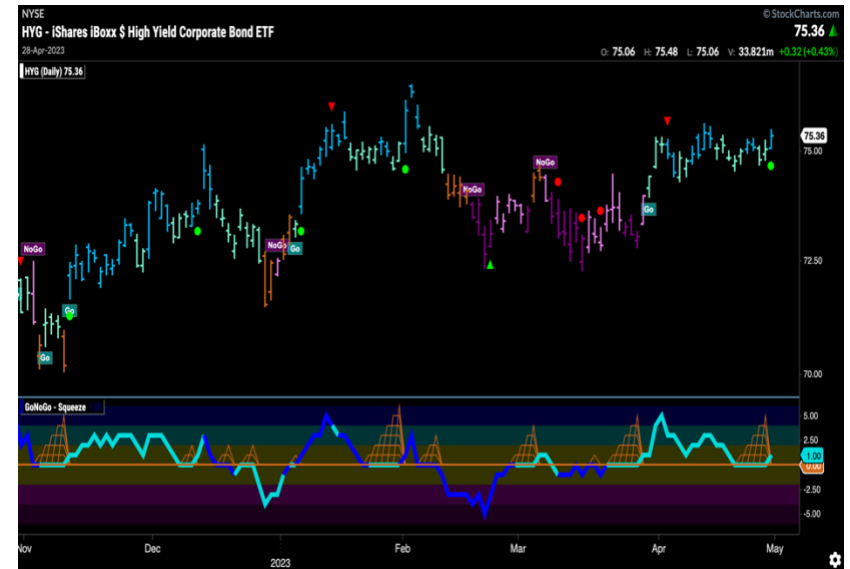 NYSE
© StockCharts.com
HYG - iShares iBoxx $ High Yield Corporate Bond ETF
75.36
28-Apr-2023
O: 75.06 H: 75.48 L: 75.06 V: 33.821m +0.32 (+0.43%)
HYG (Daily) 75.36
NoGo
NoGo
NoGo
NoGo
Go
Go
Go
Go
75.36
75.00
72.50
70.00
GoNoGo - Squeeze
5.00
2.50
1.00
0.00
-2.50
-5.00
Nov Dec 2023 Feb Mar Apr May